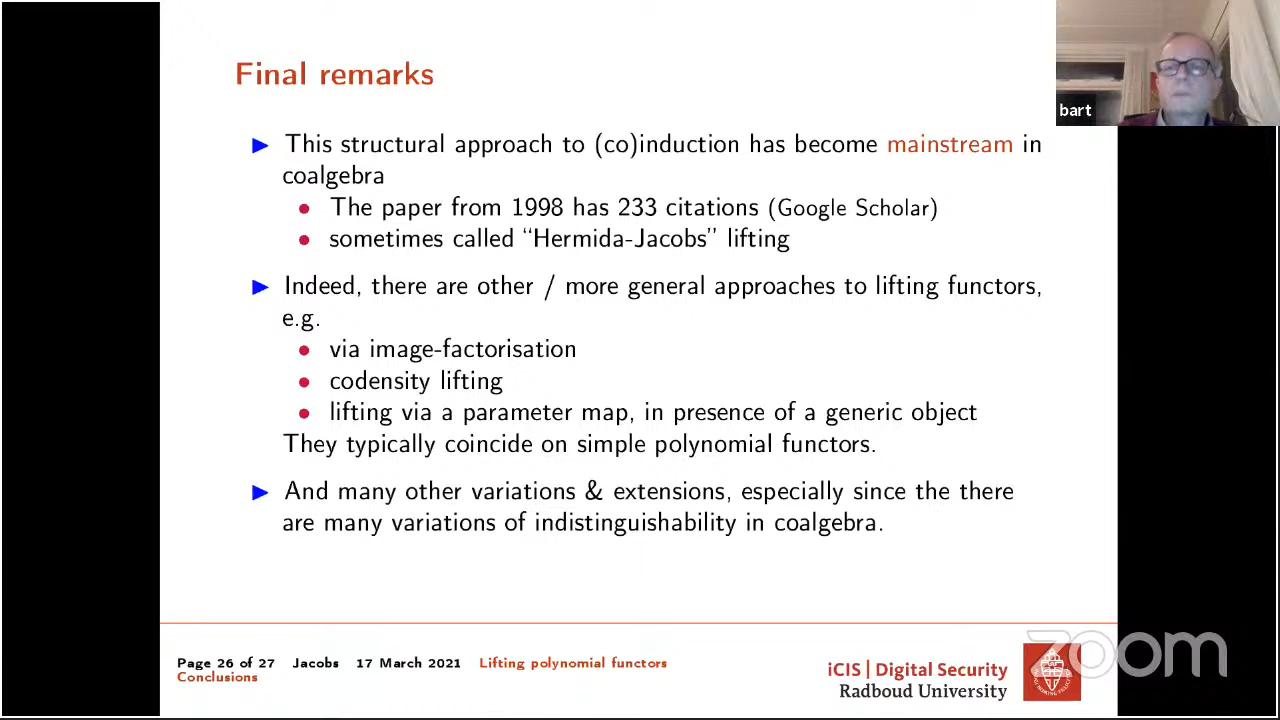 Final remarks
bart
▶ This structural approach to (co)induction has become mainstream in
coalgebra
• The paper from 1998 has 233 citations (Google Scholar)
• sometimes called “Hermida-Jacobs” lifting
▶ Indeed, there are other / more general approaches to lifting functors,
e.g.
• via image-factorisation
• codensity lifting
• lifting via a parameter map, in presence of a generic object
They typically coincide on simple polynomial functors.
▶ And many other variations & extensions, especially since the there
are many variations of indistinguishability in coalgebra.
Page 26 of 27 Jacobs 17 March 2021 Lifting polynomial functors
Conclusions
iCIS | Digital Security
Radboud University
zoom